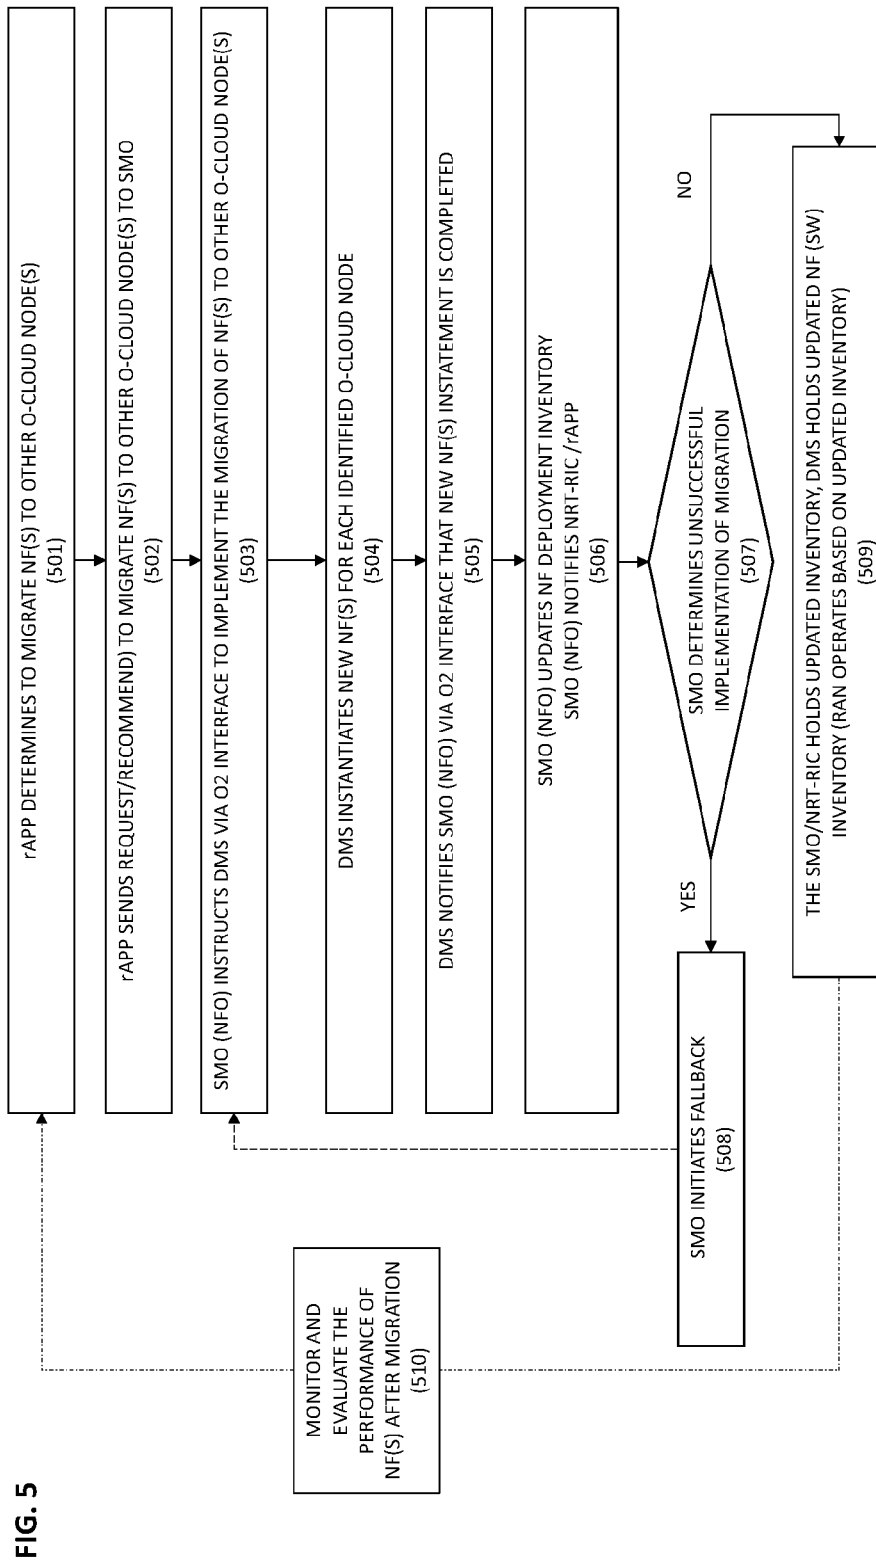 FIG. 5
rAPP DETERMINES TO MIGRATE NF(S) TO OTHER O-CLOUD NODE(S)
(501)
rAPP SENDS REQUEST/RECOMMEND) TO MIGRATE NF(S) TO OTHER O-CLOUD NODE(S) TO SMO
(502)
SMO (NFO) INSTRUCTS DMS VIA O2 INTERFACE TO IMPLEMENT THE MIGRATION OF NF(S) TO OTHER O-CLOUD NODE(S)
(503)
DMS INSTANTIATES NEW NF(S) FOR EACH IDENTIFIED O-CLOUD NODE
(504)
DMS NOTIFIES SMO (NFO) VIA O2 INTERFACE THAT NEW NF(S) INSTATEMENT IS COMPLETED
(505)
SMO (NFO) UPDATES NF DEPLOYMENT INVENTORY
SMO (NFO) NOTIFIES NRT-RIC /rAPP
(506)
SMO DETERMINES UNSUCCESSFUL
IMPLEMENTATION OF MIGRATION
(507)
YES
NO
SMO INITIATES FALLBACK
(508)
THE SMO/NRT-RIC HOLDS UPDATED INVENTORY, DMS HOLDS UPDATED NF (SW)
INVENTORY (RAN OPERATES BASED ON UPDATED INVENTORY)
(509)
MONITOR AND
EVALUATE THE
PERFORMANCE OF
NF(S) AFTER MIGRATION
(510)